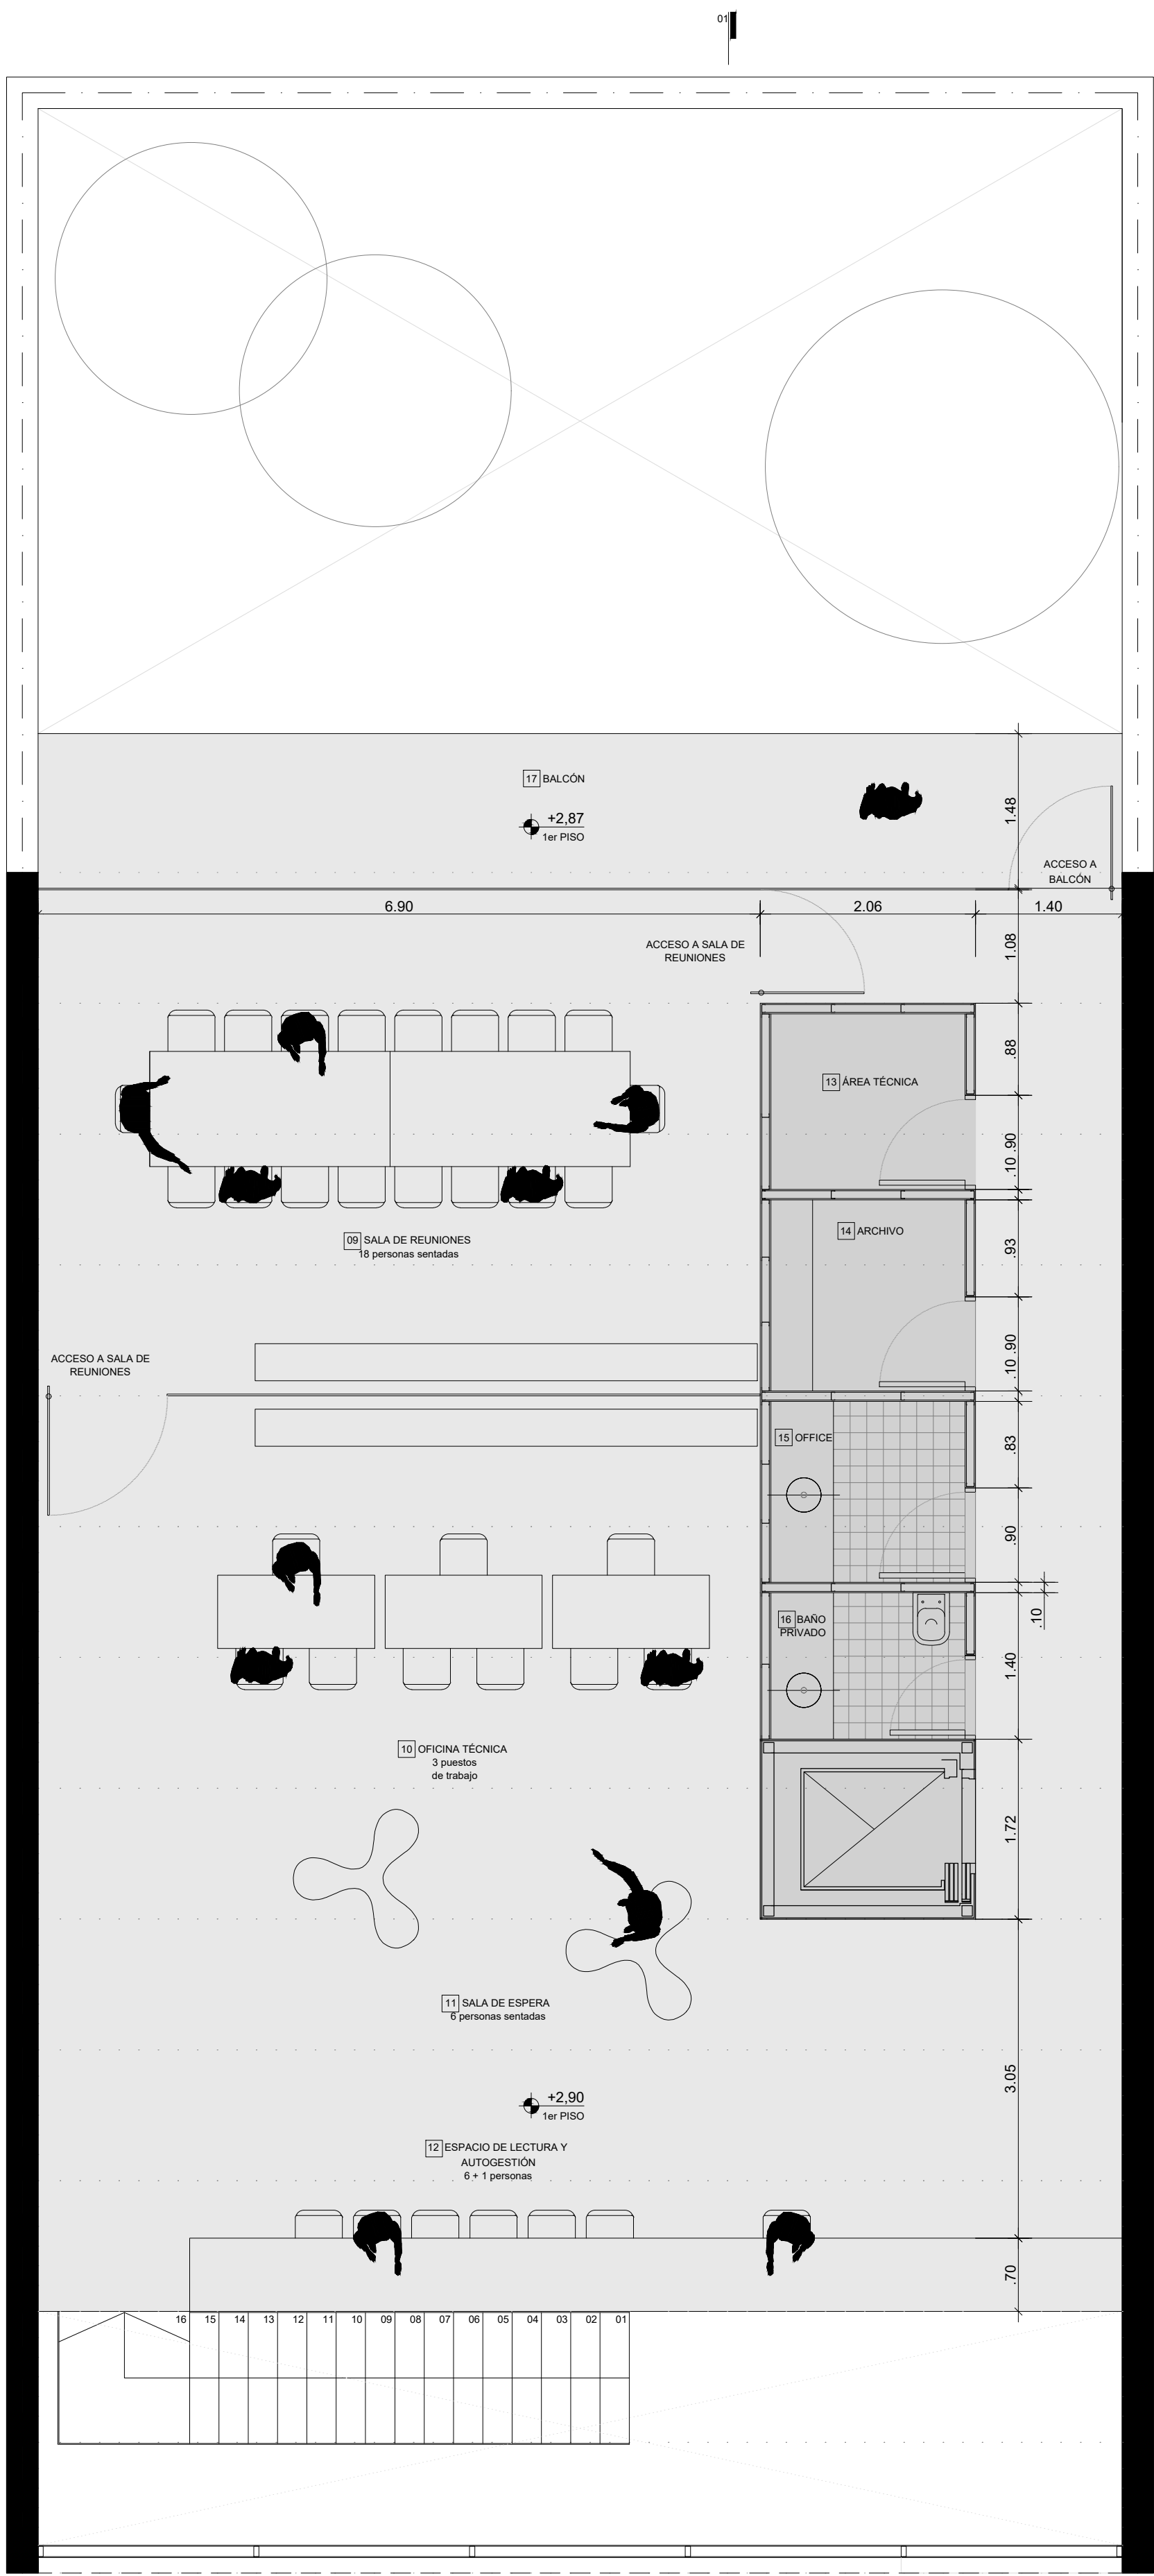 01
17 BALCÓN
+2,87
1er PISO
1.48
ACCESO A
BALCÓN
6.90
2.06
1.40
ACCESO A SALA DE
REUNIONES
1.08
13 ÁREA TÉCNICA
.88
.90
.10
14 ARCHIVO
09 SALA DE REUNIONES
18 personas sentadas
.93
ACCESO A SALA DE
REUNIONES
.90
.10
15 OFFICE
.83
.90
.10
16 BAÑO
PRIVADO
1.40
10 OFICINA TÉCNICA
3 puestos
de trabajo
1.72
11 SALA DE ESPERA
6 personas sentadas
3.05
+2,90
1er PISO
12 ESPACIO DE LECTURA Y
AUTOGESTIÓN
6 + 1 personas
.70
16 15 14 13 12 11 10 09 08 07 06 05 04 03 02 01